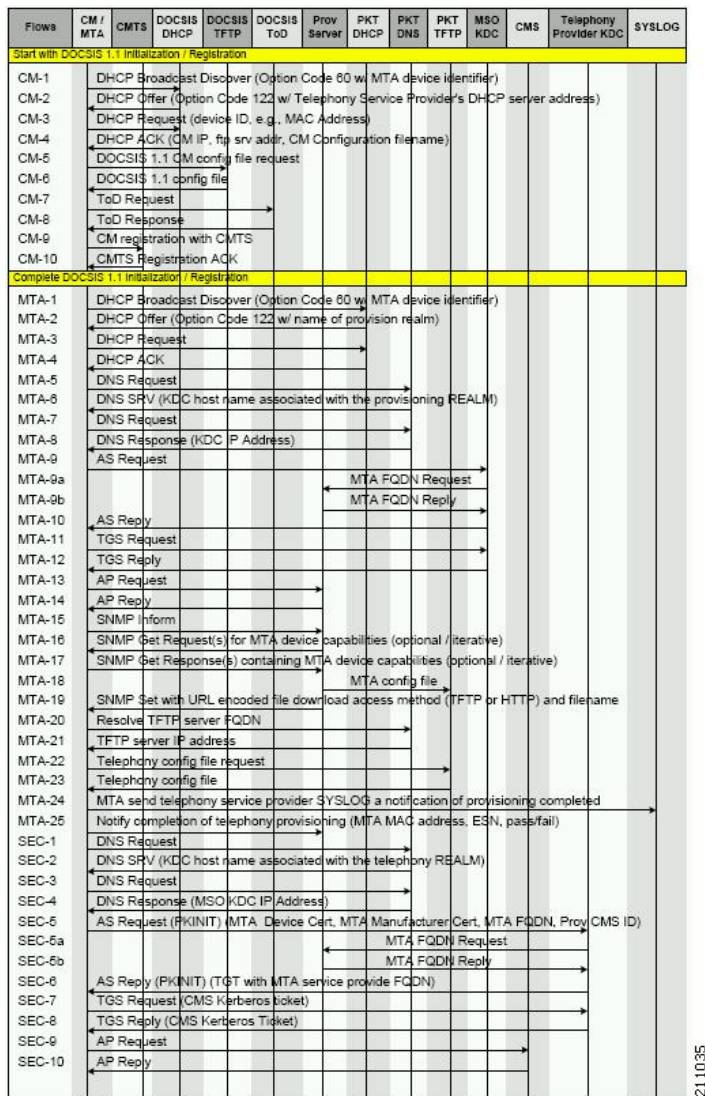 Flows CM / MTA CMTS DOCSIS DHCP DOCSIS TFTP DOCSIS ToD Prov Server PKT DHCP PKT DNS PKT TFTP MSO KDC CMS Telephony Provider KDC SYSLOG
Start with DOCSIS 1.1 Initialization / Registration
CM-1 DHCP Broadcast Discover (Option Code 60 w/ MTA device identifier)
CM-2 DHCP Offer (Option Code 122 w/ Telephony Service Provider's DHCP server address)
CM-3 DHCP Request (device ID, e.g., MAC Address)
CM-4 DHCP ACK (CM IP, ftp srv addr, CM Configuration filename)
CM-5 DOCSIS 1.1 CM config file request
CM-6 DOCSIS 1.1 config file
CM-7 ToD Request
CM-8 ToD Response
CM-9 CM registration with CMTS
CM-10 CMTS Registration ACK
Complete DOCSIS 1.1 Initialization / Registration
MTA-1 DHCP Broadcast Discover (Option Code 60 w/ MTA device identifier)
MTA-2 DHCP Offer (Option Code 122 w/ name of provision realm)
MTA-3 DHCP Request
MTA-4 DHCP ACK
MTA-5 DNS Request
MTA-6 DNS SRV (KDC host name associated with the provisioning REALM)
MTA-7 DNS Request
MTA-8 DNS Response (KDC IP Address)
MTA-9 AS Request
MTA-9a MTA FQDN Request
MTA-9b MTA FQDN Reply
MTA-10 AS Reply
MTA-11 TGS Request
MTA-12 TGS Reply
MTA-13 AP Request
MTA-14 AP Reply
MTA-15 SNMP Inform
MTA-16 SNMP Get Request(s) for MTA device capabilities (optional / iterative)
MTA-17 SNMP Get Response(s) containing MTA device capabilities (optional / iterative)
MTA-18 MTA config file
MTA-19 SNMP Set with URL encoded file download access method (TFTP or HTTP) and filename
MTA-20 Resolve TFTP server FQDN
MTA-21 TFTP server IP address
MTA-22 Telephony config file request
MTA-23 Telephony config file
MTA-24 MTA send telephony service provider SYSLOG a notification of provisioning completed
MTA-25 Notify completion of telephony provisioning (MTA MAC address, ESN, pass/fail)
SEC-1 DNS Request
SEC-2 DNS SRV (KDC host name associated with the telephony REALM)
SEC-3 DNS Request
SEC-4 DNS Response (MSO KDC IP Address)
SEC-5 AS Request (PKINIT) (MTA Device Cert, MTA Manufacturer Cert, MTA FQDN, Prov CMS ID)
SEC-5a MTA FQDN Request
SEC-5b MTA FQDN Reply
SEC-6 AS Reply (PKINIT) (TGT with MTA service provide FQDN)
SEC-7 TGS Request (CMS Kerberos ticket)
SEC-8 TGS Reply (CMS Kerberos Ticket)
SEC-9 AP Request
SEC-10 AP Reply
211035